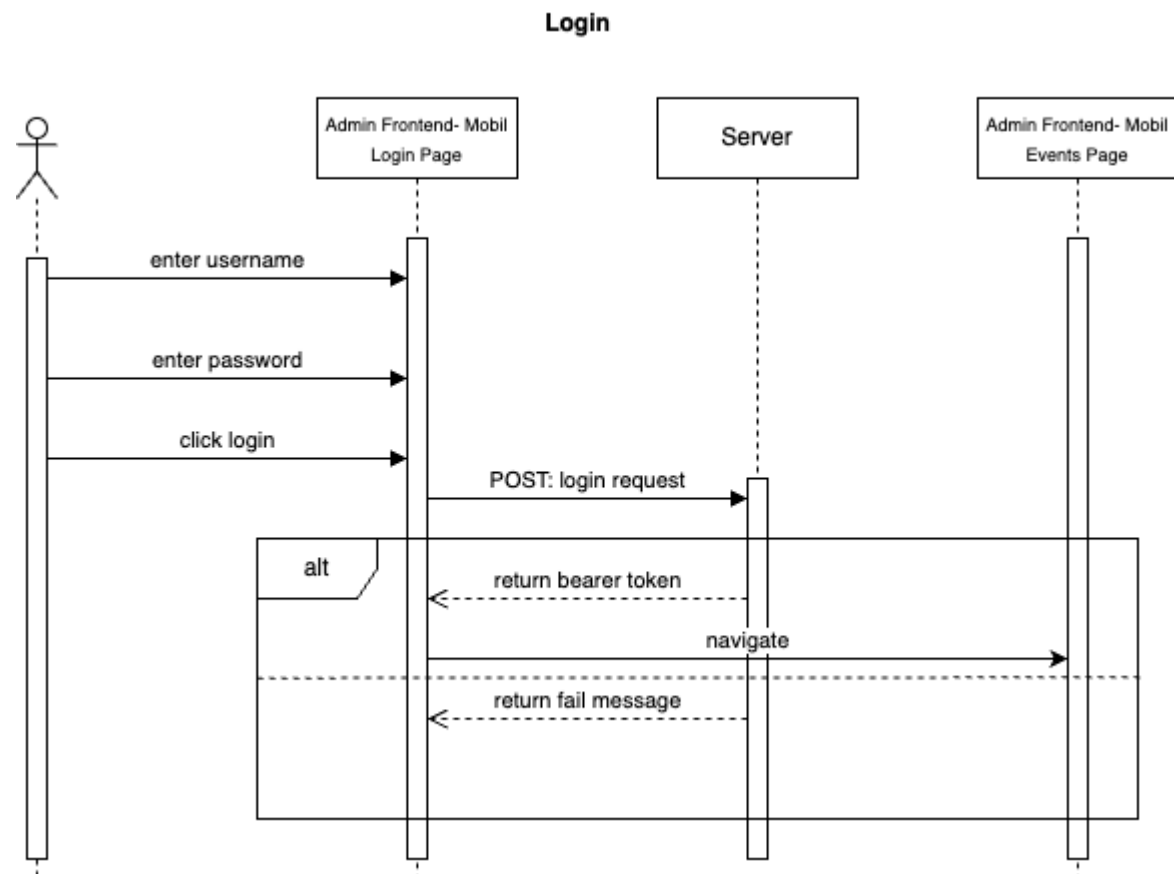 Login
Admin Frontend- Mobil
Login Page
Server
Admin Frontend- Mobil
Events Page
enter username
enter password
click login
POST: login request
alt
return bearer token
navigate
return fail message